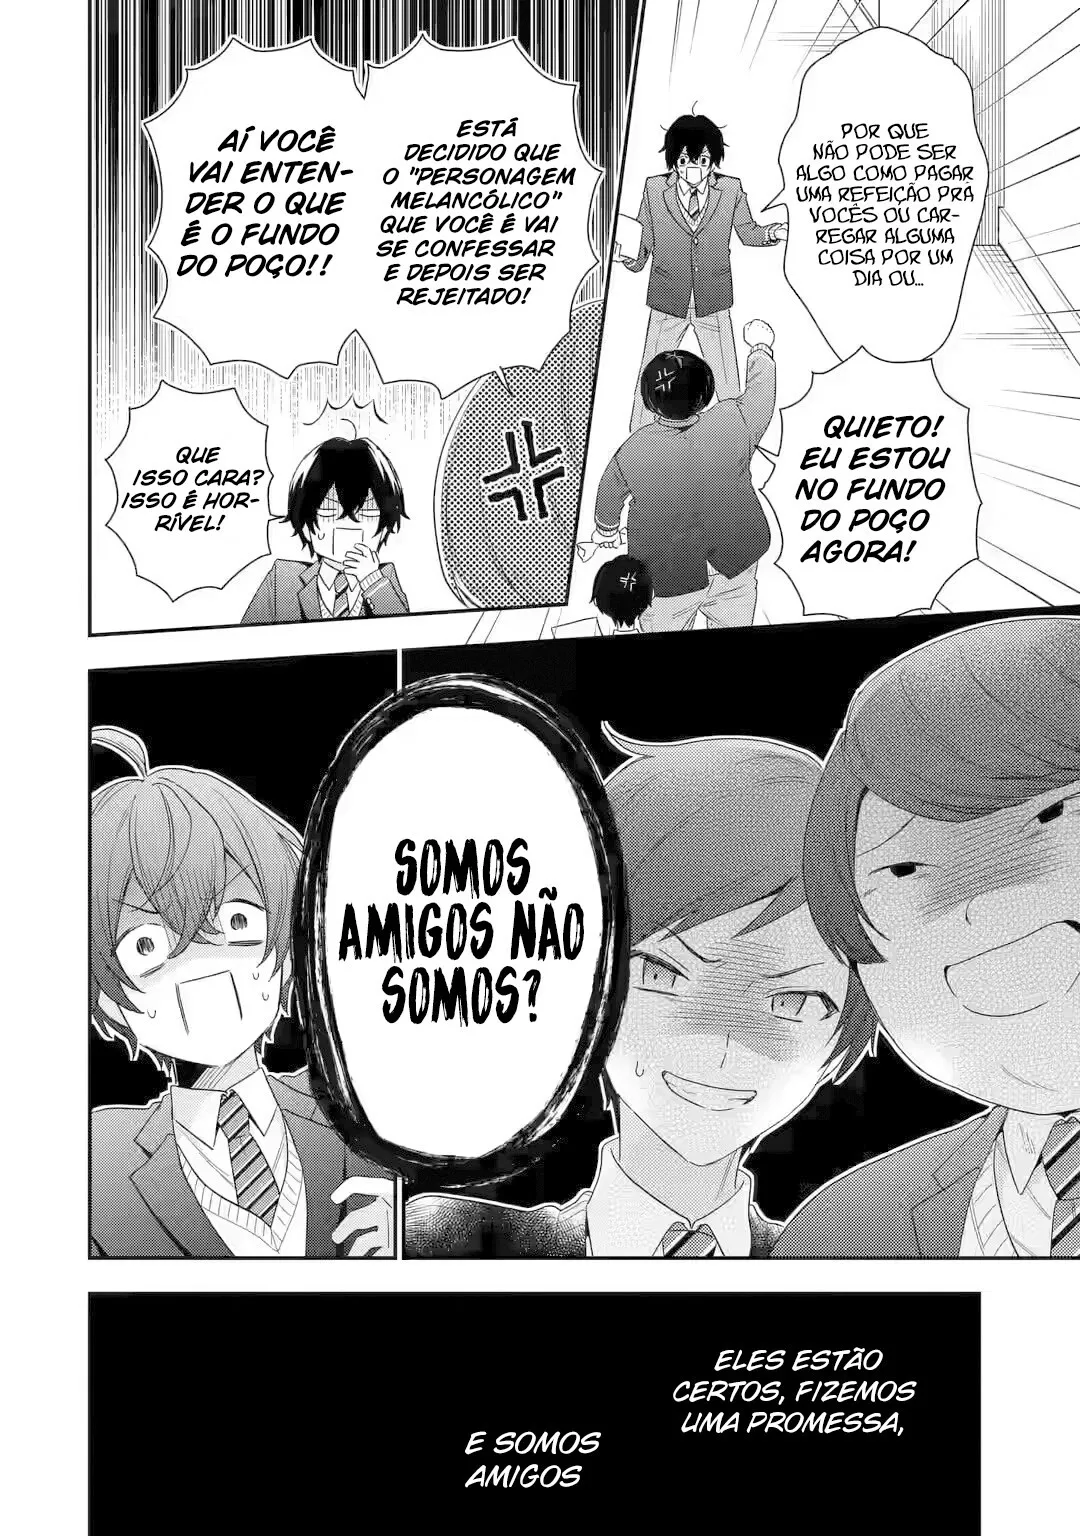 POR QUE
NÃO PODE SER
ALGO COMO PAGAR
UMA REFEIÇÃO PRÁ
VOCÊS OU CAR-
REGAR ALGUMA
COISA POR UM
DIA OU...
QUIETO!
EU ESTOU
NO FUNDO
DO POÇO
AGORA!
ESTÁ
DECIDIDO QUE
O "PERSONAGEM
MELANCÓLICO"
QUE VOCÊ É VAI
SE CONFESSAR
E DEPOIS SER
REJEITADO!
AÍ VOCÊ
VAI ENTEN-
DER O QUE
É O FUNDO
DO POÇO!!
QUE
ISSO CARA?
ISSO É HOR-
RÍVEL!
SOMOS
AMIGOS NÃO
SOMOS?
ELES ESTÃO
CERTOS, FIZEMOS
UMA PROMESSA,
E SOMOS
AMIGOS